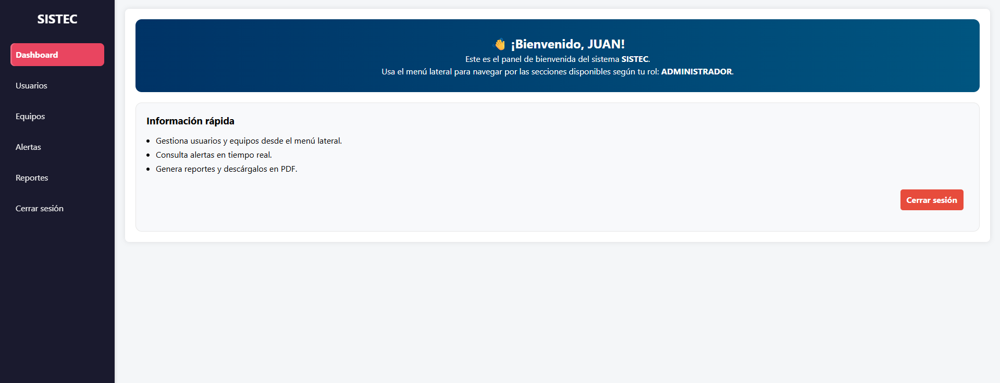 SISTEC
Dashboard
Usuarios
Equipos
Alertas
Reportes
Cerrar sesión
👋 ¡Bienvenido, JUAN!
Este es el panel de bienvenida del sistema SISTEC.
Usa el menú lateral para navegar por las secciones disponibles según tu rol: ADMINISTRADOR.
Información rápida
• Gestiona usuarios y equipos desde el menú lateral.
• Consulta alertas en tiempo real.
• Genera reportes y descárgalos en PDF.
Cerrar sesión